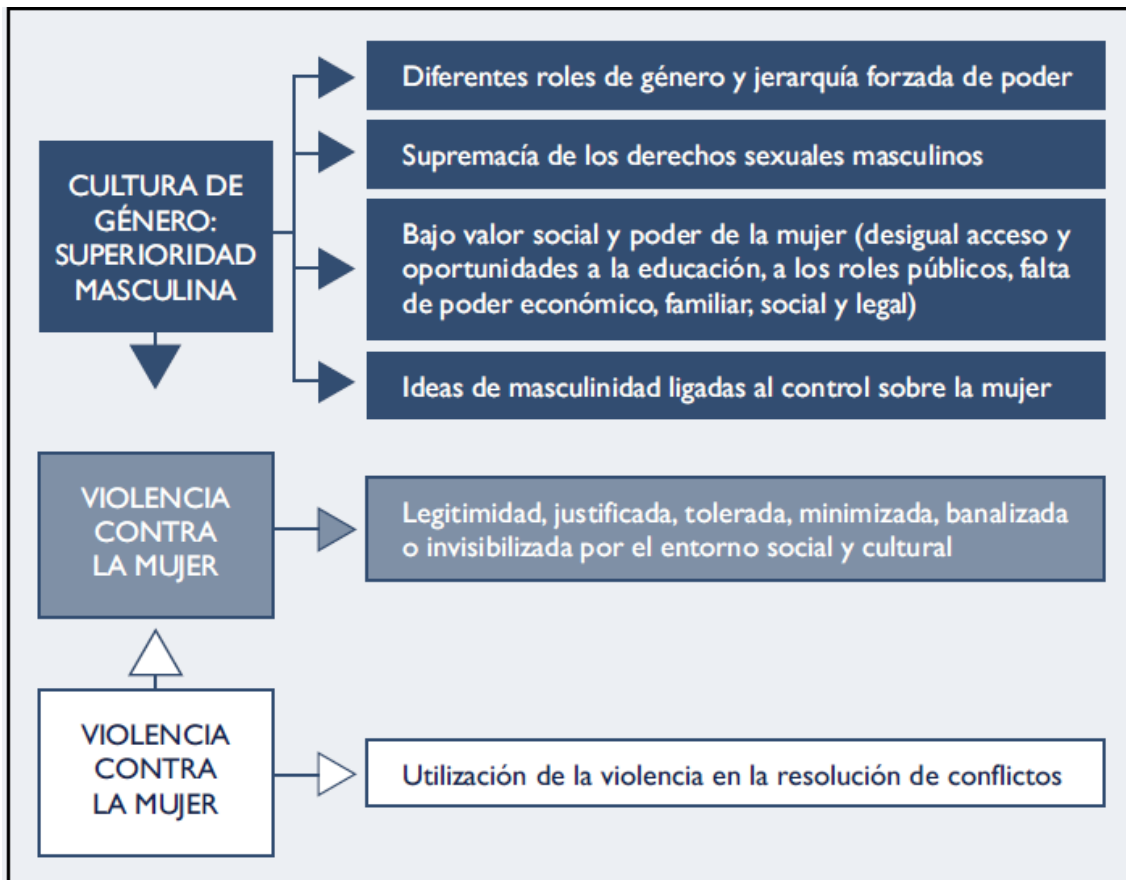 CULTURA DE
GÉNERO:
SUPERIORIDAD
MASCULINA
Diferentes roles de género y jerarquía forzada de poder
Supremacía de los derechos sexuales masculinos
Bajo valor social y poder de la mujer (desigual acceso y
oportunidades a la educación, a los roles públicos, falta
de poder económico, familiar, social y legal)
Ideas de masculinidad ligadas al control sobre la mujer
VIOLENCIA
CONTRA
LA MUJER
Legitimidad, justificada, tolerada, minimizada, banalizada
o invisibilizada por el entorno social y cultural
VIOLENCIA
CONTRA
LA MUJER
Utilización de la violencia en la resolución de conflictos